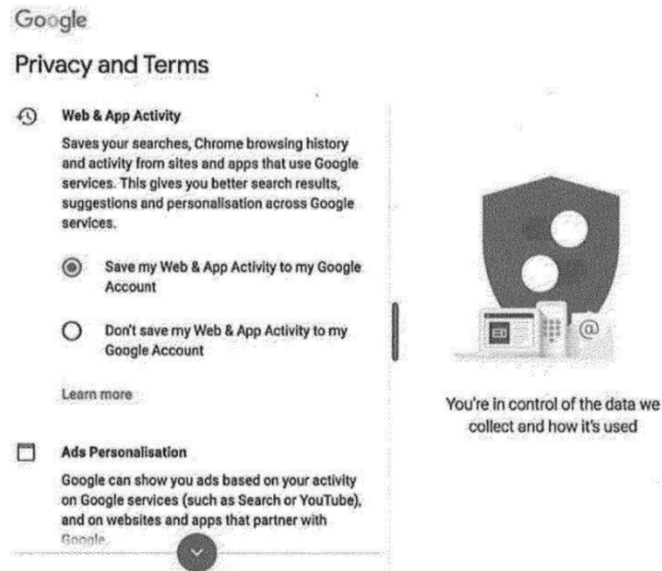 Google
Privacy and Terms
Web & App Activity
Saves your searches, Chrome browsing history
and activity from sites and apps that use Google
services. This gives you better search results,
suggestions and personalisation across Google
services.
Save my Web & App Activity to my Google
Account
Don't save my Web & App Activity to my
Google Account
Learn more
Ads Personalisation
Google can show you ads based on your activity
on Google services (such as Search or YouTube),
and on websites and apps that partner with
Google.
@
You're in control of the data we
collect and how it's used